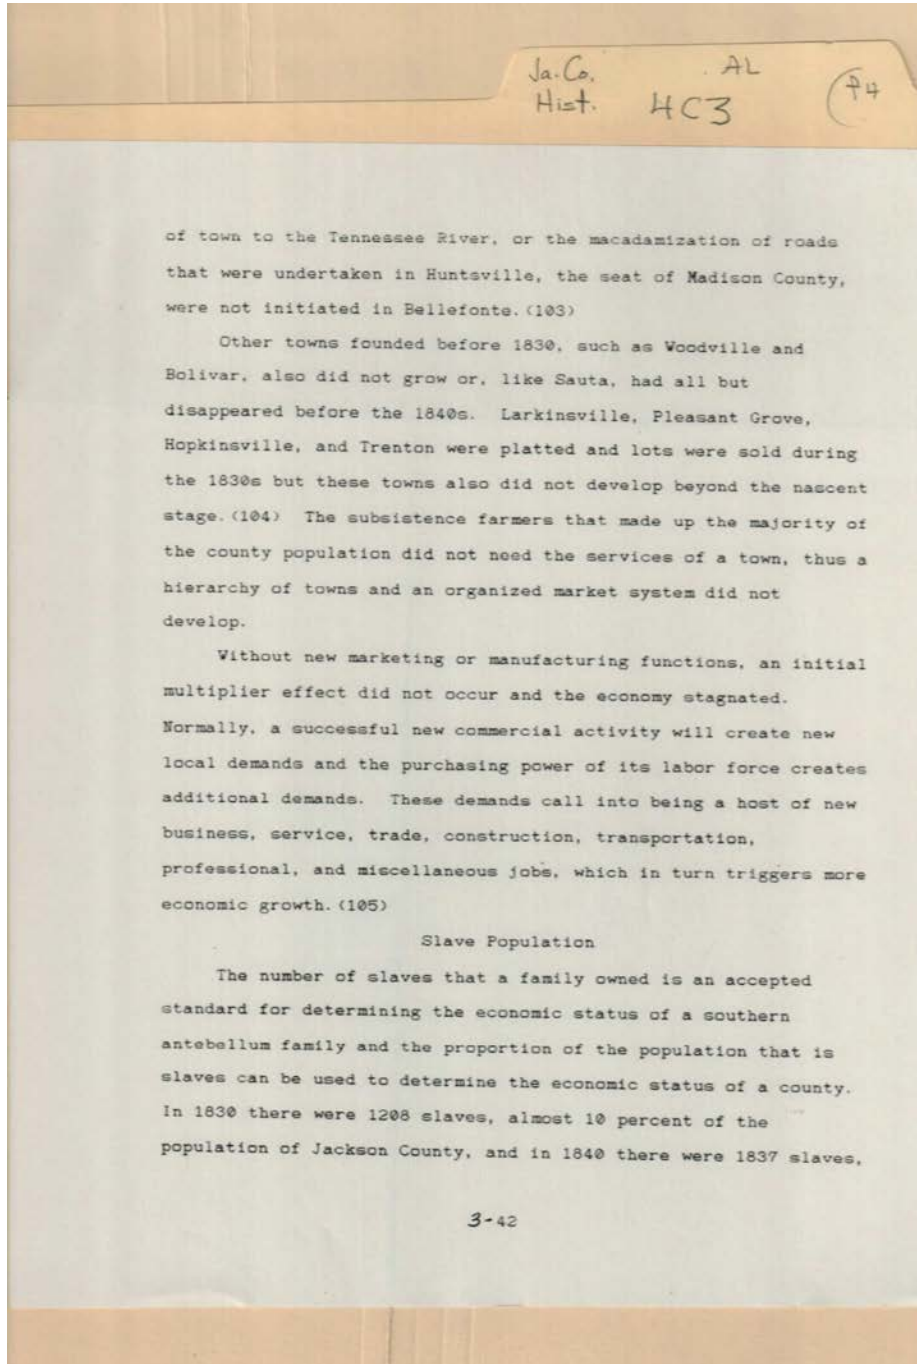 Ja. Co. AL
Hist. 4C3 P4
of town to the Tennessee River, or the macadamization of roads
that were undertaken in Huntsville, the seat of Madison County,
were not initiated in Bellefonte.(103)
Other towns founded before 1830, such as Woodville and
Bolivar, also did not grow or, like Sauta, had all but
disappeared before the 1840s. Larkinsville, Pleasant Grove,
Hopkinsville, and Trenton were platted and lots were sold during
the 1830s but these towns also did not develop beyond the nascent
stage.(104) The subsistence farmers that made up the majority of
the county population did not need the services of a town, thus a
hierarchy of towns and an organized market system did not
develop.
Without new marketing or manufacturing functions, an initial
multiplier effect did not occur and the economy stagnated.
Normally, a successful new commercial activity will create new
local demands and the purchasing power of its labor force creates
additional demands. These demands call into being a host of new
business, service, trade, construction, transportation,
professional, and miscellaneous jobs, which in turn triggers more
economic growth.(105)
Slave Population
The number of slaves that a family owned is an accepted
standard for determining the economic status of a southern
antebellum family and the proportion of the population that is
slaves can be used to determine the economic status of a county.
In 1830 there were 1208 slaves, almost 10 percent of the
population of Jackson County, and in 1840 there were 1837 slaves,
3-42